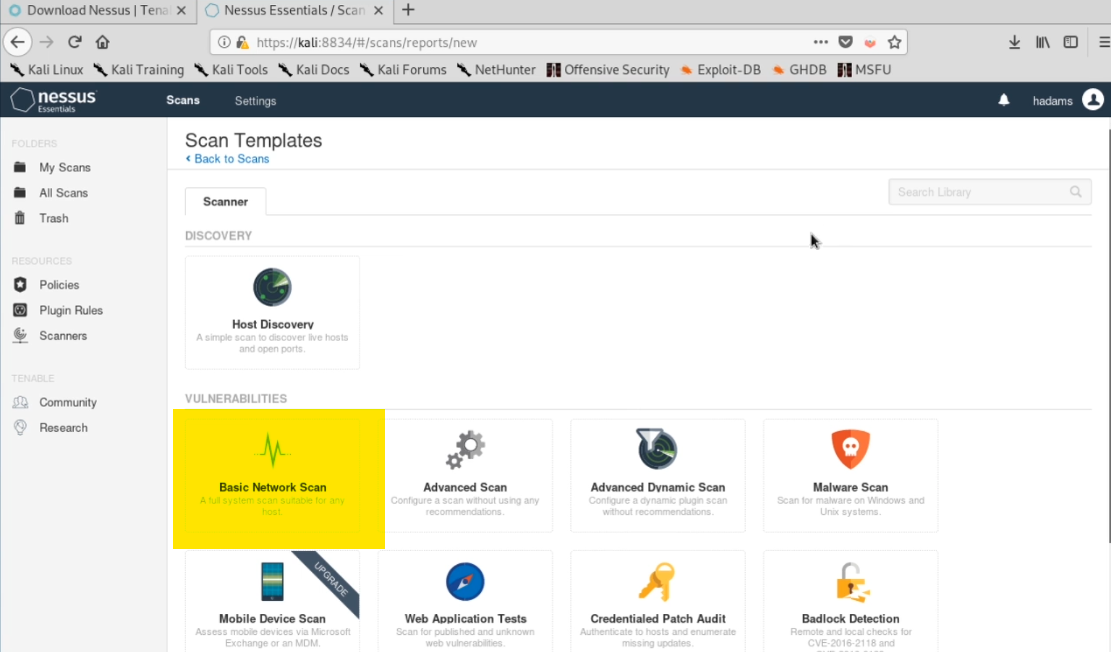 Download Nessus | Tena
Nessus Essentials / Scan
https://kali:8834/#/scans/reports/new
Kali Linux Kali Training Kali Tools Kali Docs Kali Forums NetHunter Offensive Security Exploit-DB GHDB MSFU
nessus
Essentials
Scans Settings hadams
FOLDERS
My Scans
All Scans
Trash
RESOURCES
Policies
Plugin Rules
Scanners
TENABLE
Community
Research
Scan Templates
Back to Scans
Scanner
Search Library
DISCOVERY
Host Discovery
A simple scan to discover live hosts
and open ports.
VULNERABILITIES
Basic Network Scan
A full system scan suitable for any
host.
Advanced Scan
Configure a scan without using any
recommendations.
Advanced Dynamic Scan
Configure a dynamic plugin scan
without recommendations.
Malware Scan
Scan for malware on Windows and
Unix systems.
UPGRADE
Mobile Device Scan
Assess mobile devices via Microsoft
Exchange or an MDM.
Web Application Tests
Scan for published and unknown
web vulnerabilities.
Credentialed Patch Audit
Authenticate to hosts and enumerate
missing updates.
Badlock Detection
Remote and local checks for
CVE-2016-2118 and